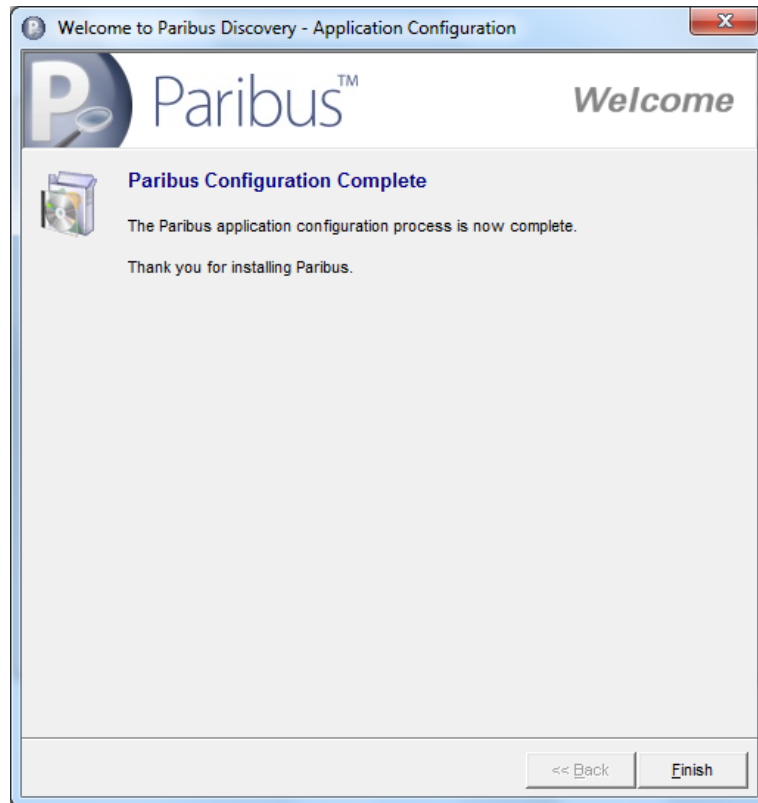 Welcome to Paribus Discovery - Application Configuration
Paribus™
Welcome
Paribus Configuration Complete
The Paribus application configuration process is now complete.
Thank you for installing Paribus.
<< Back
Finish